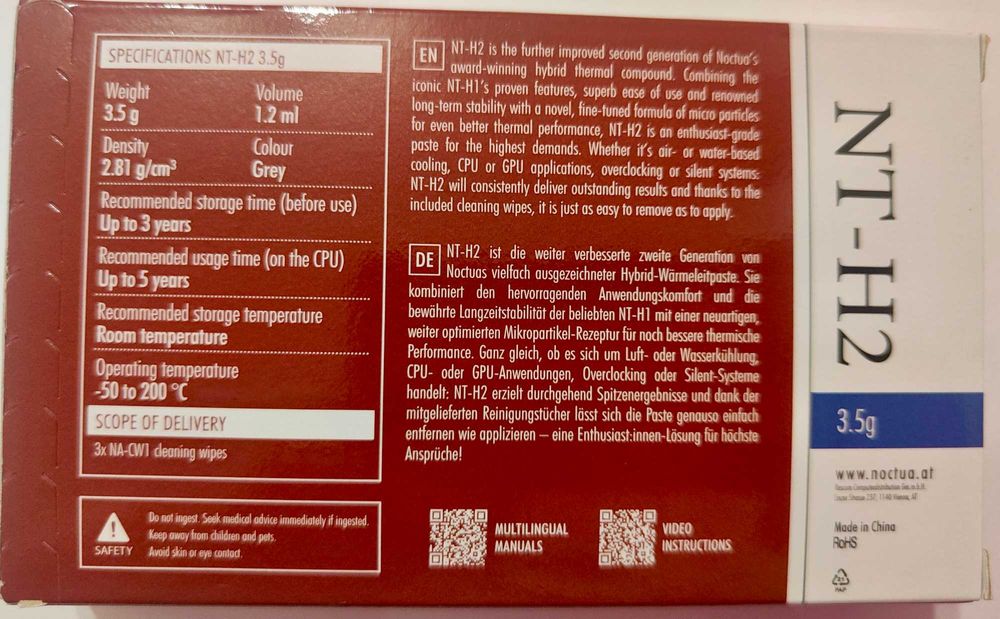 SPECIFICATIONS NT-H2 3.5g
Weight Volume
3.5 g 1.2 ml
Density Colour
2.81 g/cm³ Grey
Recommended storage time (before use)
Up to 3 years
Recommended usage time (on the CPU)
Up to 5 years
Recommended storage temperature
Room temperature
Operating temperature
-50 to 200 °C
SCOPE OF DELIVERY
3x NA-CW1 cleaning wipes
SAFETY
Do not ingest. Seek medical advice immediately if ingested.
Keep away from children and pets.
Avoid skin or eye contact.
EN NT-H2 is the further improved second generation of Noctua's
award-winning hybrid thermal compound. Combining the
iconic NT-H1's proven features, superb ease of use and renowned
long-term stability with a novel, fine-tuned formula of micro particles
for even better thermal performance, NT-H2 is an enthusiast-grade
paste for the highest demands. Whether it's air- or water-based
cooling, CPU or GPU applications, overclocking or silent systems:
NT-H2 will consistently deliver outstanding results and thanks to the
included cleaning wipes, it is just as easy to remove as to apply.
DE NT-H2 ist die weiter verbesserte zweite Generation von
Noctuas vielfach ausgezeichneter Hybrid-Wärmeleitpaste. Sie
kombiniert den hervorragenden Anwendungskomfort und die
bewährte Langzeitstabilität der beliebten NT-H1 mit einer neuartigen,
weiter optimierten Mikropartikel-Rezeptur für noch bessere thermische
Performance. Ganz gleich, ob es sich um Luft- oder Wasserkühlung,
CPU- oder GPU-Anwendungen, Overclocking oder Silent-Systeme
handelt: NT-H2 erzielt durchgehend Spitzenergebnisse und dank der
mitgelieferten Reinigungstücher lässt sich die Paste genauso einfach
entfernen wie applizieren – eine Enthusiast:innen-Lösung für höchste
Ansprüche!
MULTILINGUAL
MANUALS
VIDEO
INSTRUCTIONS
NT-H2
3.5g
www.noctua.at
Rascom Computerdistribution Ges.m.b.H.
1140 Vienna, AT
Made in China
RoHS
21
PAP